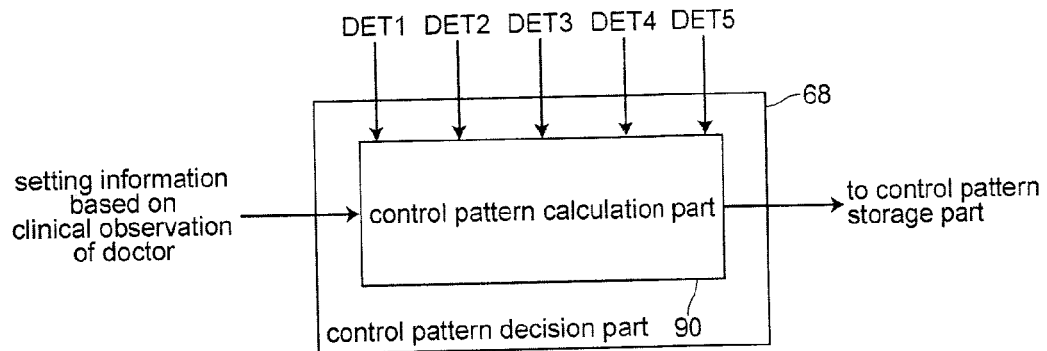 DET1 DET2 DET3 DET4 DET5
68
setting information
based on
clinical observation
of doctor
control pattern calculation part
to control pattern
storage part
control pattern decision part
90